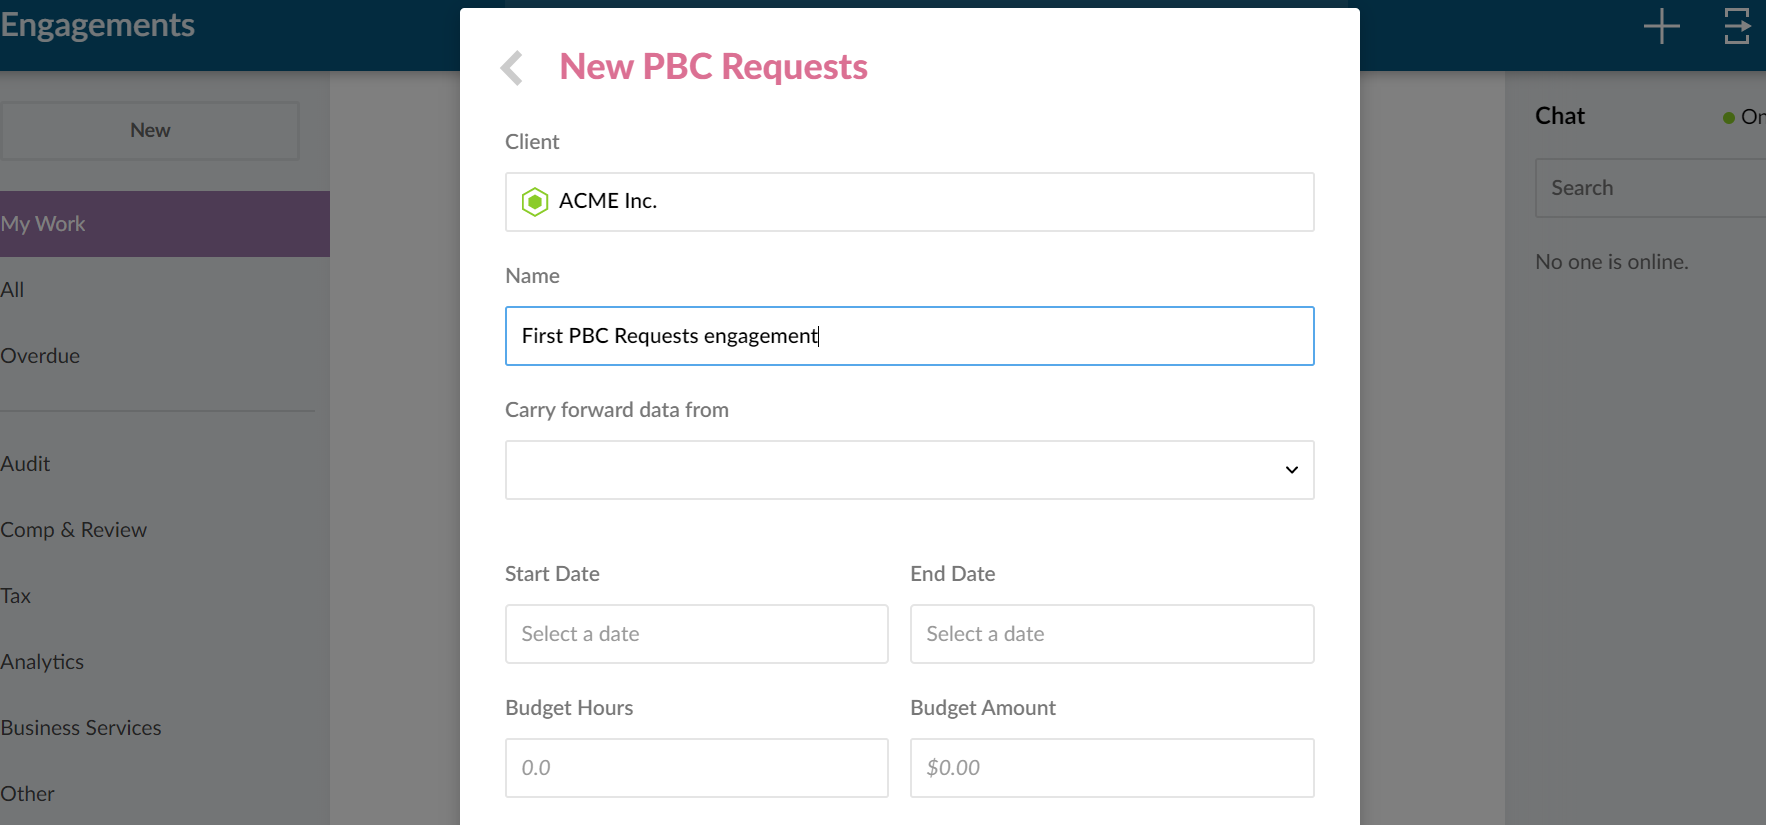 Engagements
New
My Work
All
Overdue
Audit
Comp & Review
Tax
Analytics
Business Services
Other
New PBC Requests
Client
ACME Inc.
Name
First PBC Requests engagement
Carry forward data from
Start Date
End Date
Select a date
Select a date
Budget Hours
Budget Amount
0.0
$0.00
Chat
Search
No one is online.